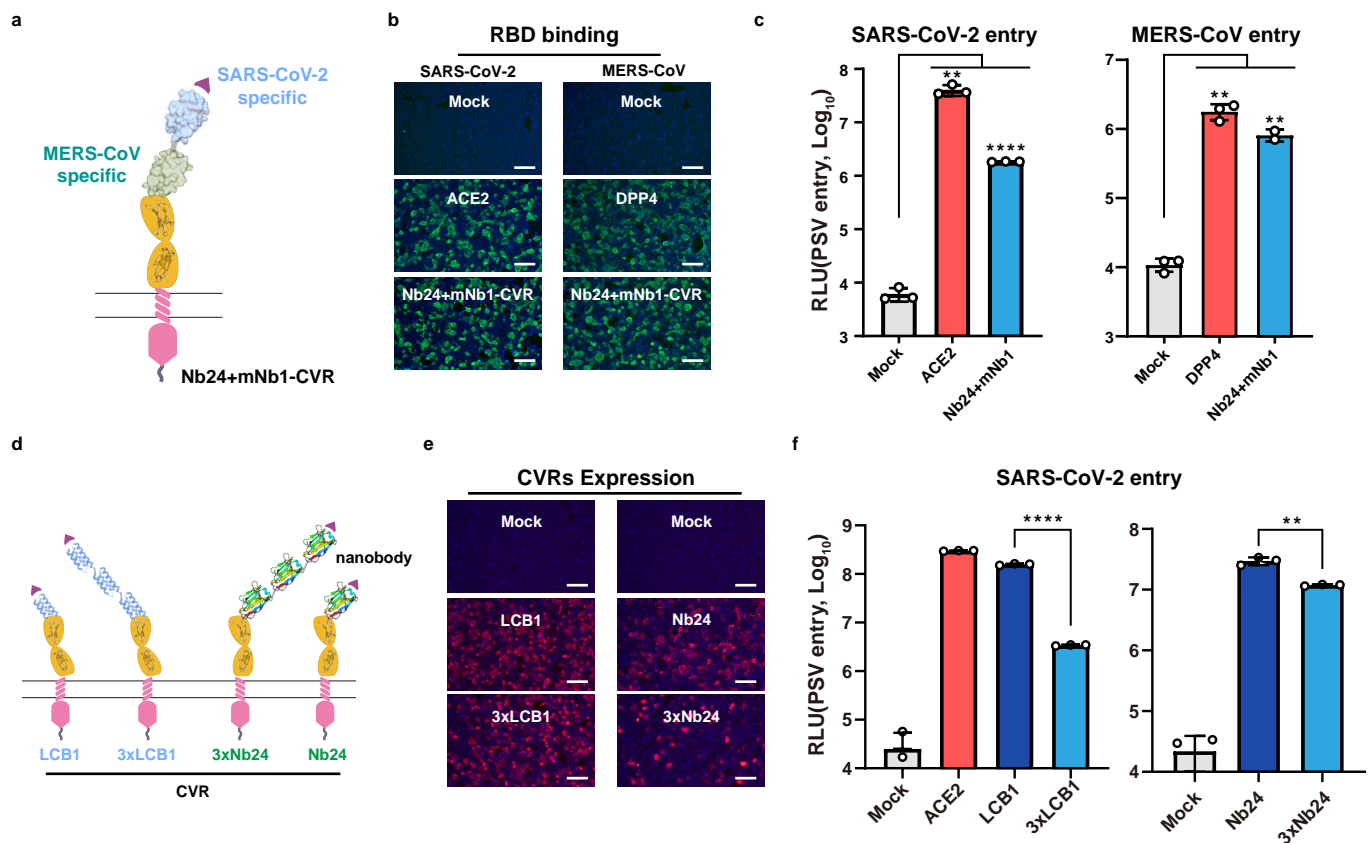 a
SARS-CoV-2
specific
MERS-CoV
specific
Nb24+mNb1-CVR
b
RBD binding
SARS-CoV-2
MERS-CoV
Mock
Mock
ACE2
DPP4
Nb24+mNb1-CVR
Nb24+mNb1-CVR
c
SARS-CoV-2 entry
RLU(PSV entry, Log10)
8
7
6
5
4
3
**
****
Mock
ACE2
Nb24+mNb1
MERS-CoV entry
7
6
5
4
3
**
**
Mock
DPP4
Nb24+mNb1
d
nanobody
LCB1
3xLCB1
3xNb24
Nb24
CVR
e
CVRs Expression
Mock
Mock
LCB1
Nb24
3xLCB1
3xNb24
f
SARS-CoV-2 entry
RLU(PSV entry, Log10)
9
8
7
6
5
4
****
Mock
ACE2
LCB1
3xLCB1
8
7
6
5
4
**
Mock
Nb24
3xNb24